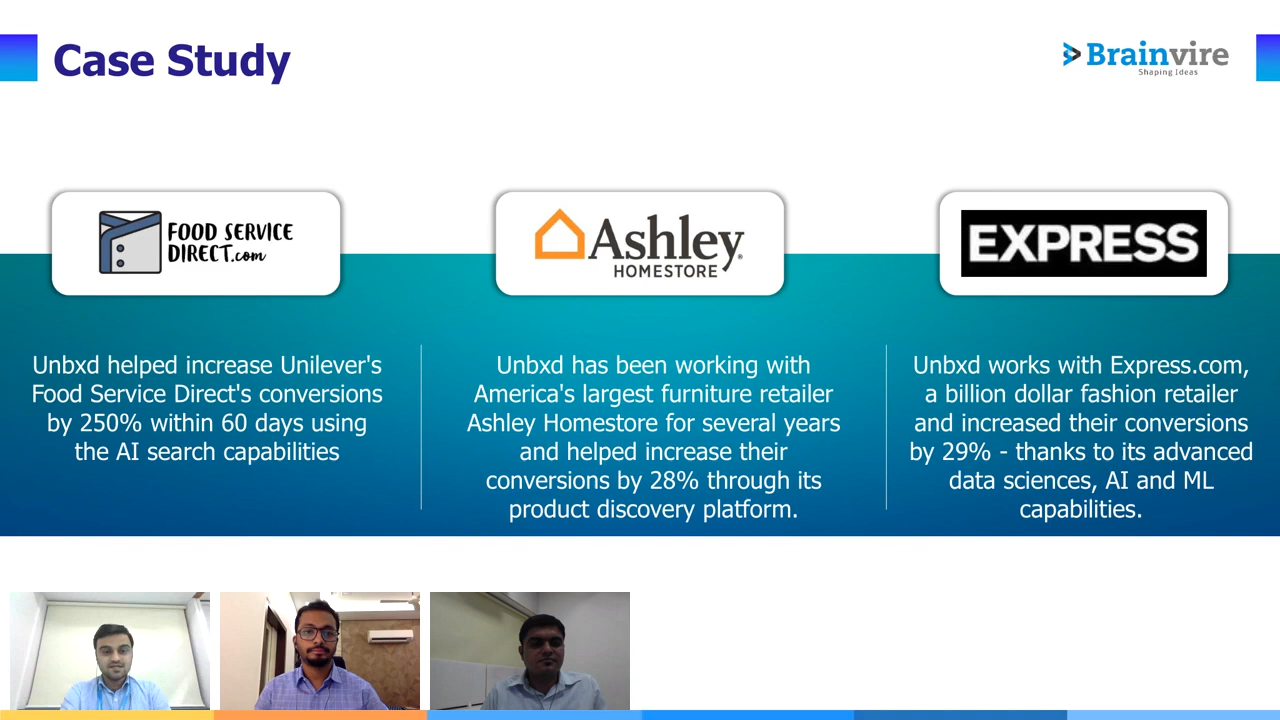 Case Study
Brainvire
Shaping Ideas
FOOD SERVICE
DIRECT.com
Ashley
HOMESTORE
EXPRESS
Unbxd helped increase Unilever's
Food Service Direct's conversions
by 250% within 60 days using
the AI search capabilities
Unbxd has been working with
America's largest furniture retailer
Ashley Homestore for several years
and helped increase their
conversions by 28% through its
product discovery platform.
Unbxd works with Express.com,
a billion dollar fashion retailer
and increased their conversions
by 29% - thanks to its advanced
data sciences, AI and ML
capabilities.